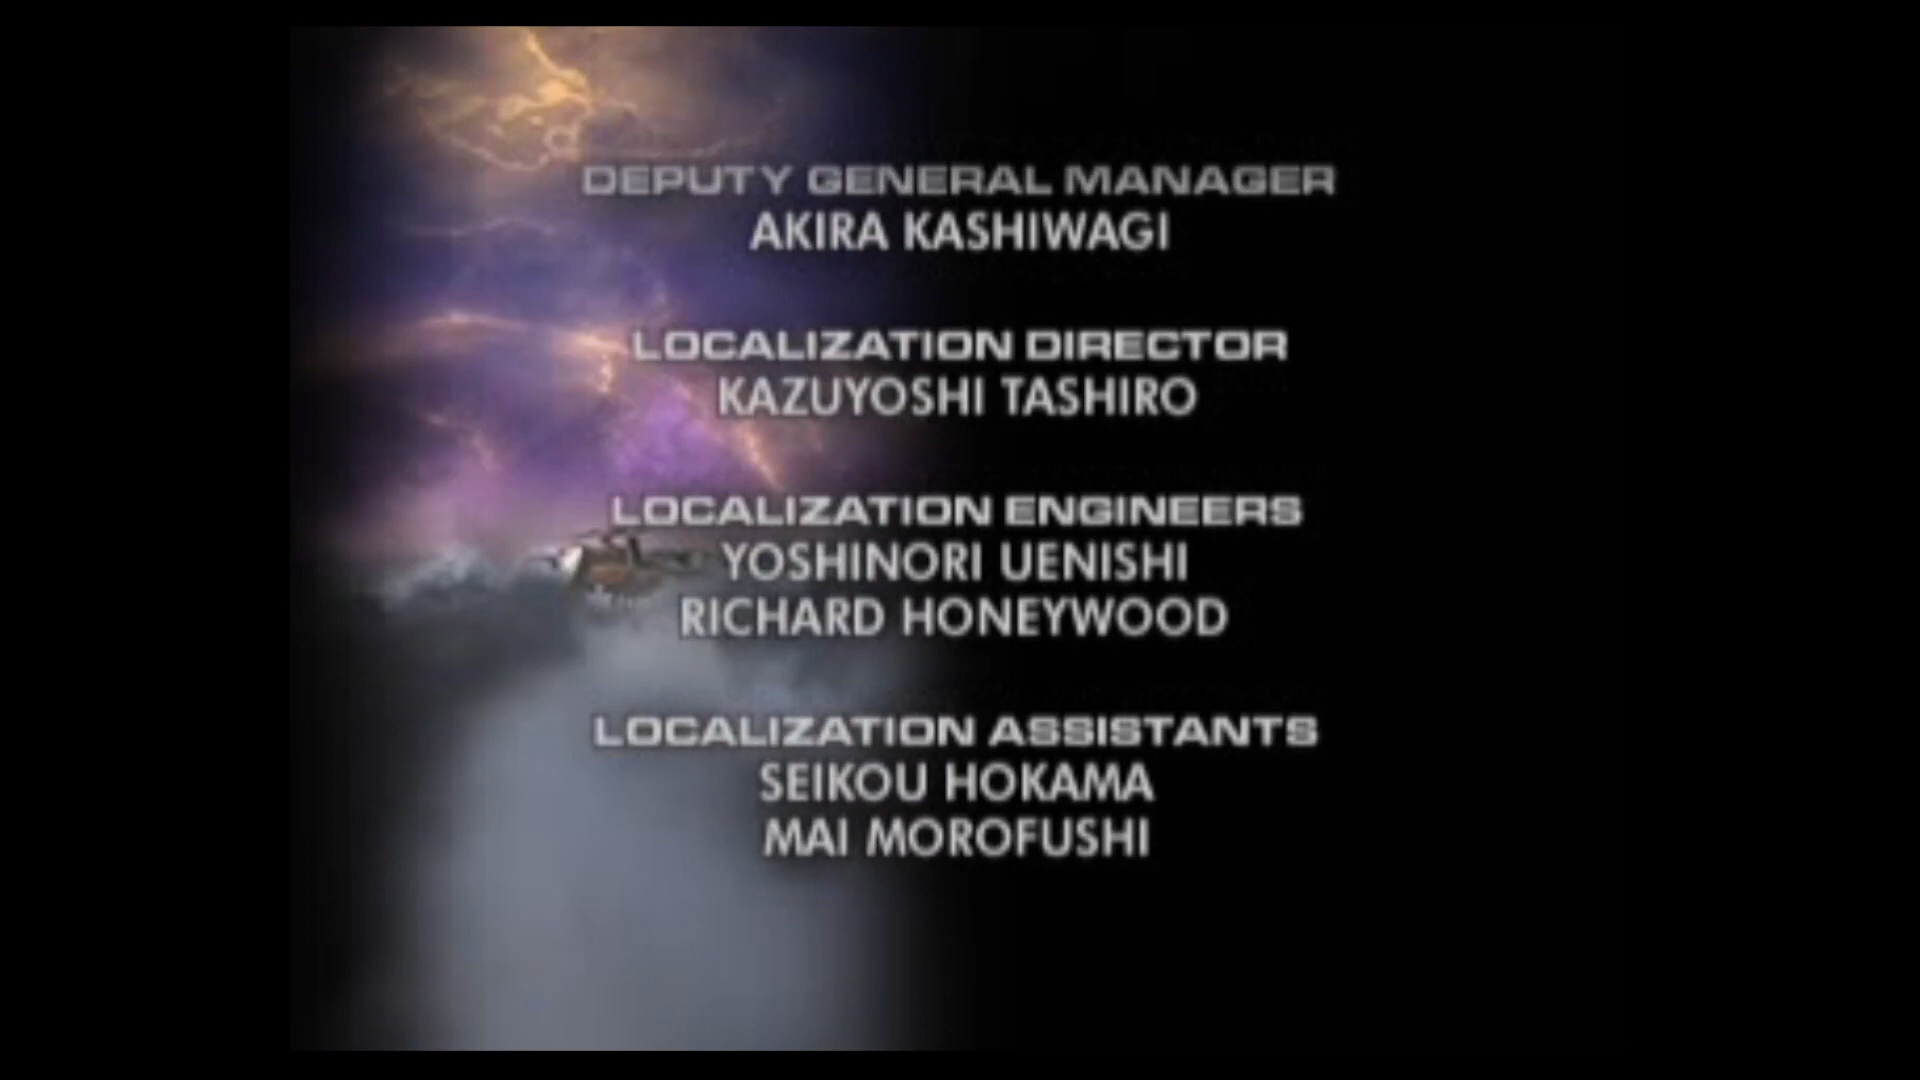 DEPUTY GENERAL MANAGER
AKIRA KASHIWAGI
LOCALIZATION DIRECTOR
KAZUYOSHI TASHIRO
LOCALIZATION ENGINEERS
YOSHINORI UENISHI
RICHARD HONEYWOOD
LOCALIZATION ASSISTANTS
SEIKOU HOKAMA
MAI MOROFUSHI